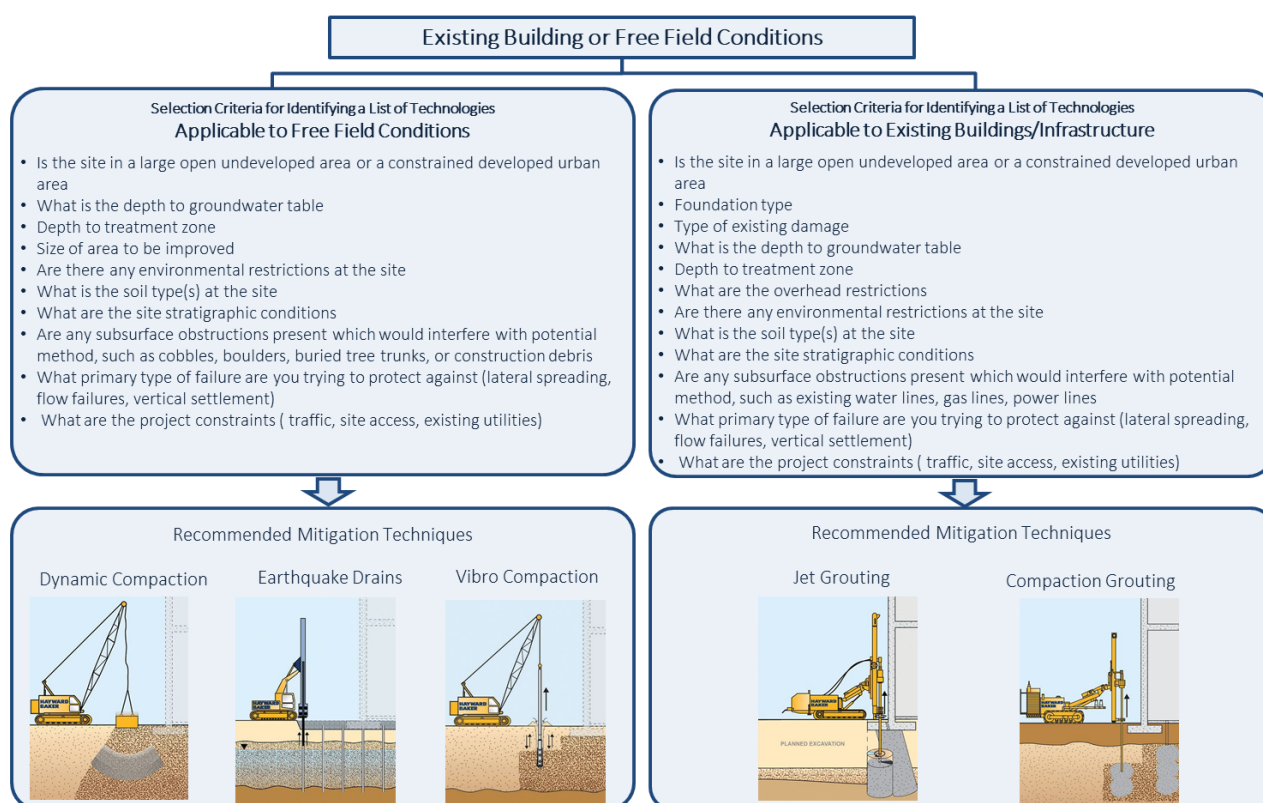 Existing Building or Free Field Conditions
Selection Criteria for Identifying a List of Technologies
Applicable to Free Field Conditions
• Is the site in a large open undeveloped area or a constrained developed urban
area
• What is the depth to groundwater table
• Depth to treatment zone
• Size of area to be improved
• Are there any environmental restrictions at the site
• What is the soil type(s) at the site
• What are the site stratigraphic conditions
• Are any subsurface obstructions present which would interfere with potential
method, such as cobbles, boulders, buried tree trunks, or construction debris
• What primary type of failure are you trying to protect against (lateral spreading,
flow failures, vertical settlement)
• What are the project constraints ( traffic, site access, existing utilities)
Selection Criteria for Identifying a List of Technologies
Applicable to Existing Buildings/Infrastructure
• Is the site in a large open undeveloped area or a constrained developed urban
area
• Foundation type
• Type of existing damage
• What is the depth to groundwater table
• Depth to treatment zone
• What are the overhead restrictions
• Are there any environmental restrictions at the site
• What is the soil type(s) at the site
• What are the site stratigraphic conditions
• Are any subsurface obstructions present which would interfere with potential
method, such as existing water lines, gas lines, power lines
• What primary type of failure are you trying to protect against (lateral spreading,
flow failures, vertical settlement)
• What are the project constraints ( traffic, site access, existing utilities)
Recommended Mitigation Techniques
Dynamic Compaction
Earthquake Drains
Vibro Compaction
HAYWARD
BAKER
HAYWARD
BAKER
HAYWARD
BAKER
Recommended Mitigation Techniques
Jet Grouting
Compaction Grouting
HAYWARD
BAKER
PLANNED EXCAVATION
HAYWARD
BAKER